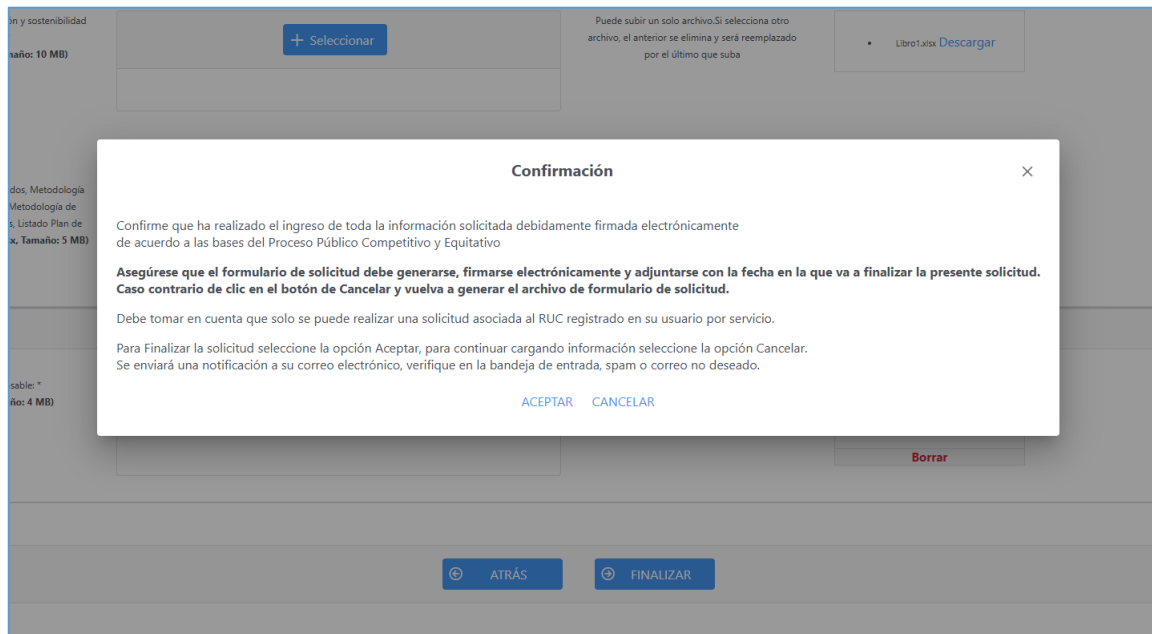 ón y sostenibilidad
maño: 10 MB)
+ Seleccionar
Puede subir un solo archivo.Si selecciona otro
archivo, el anterior se elimina y será reemplazado
por el último que suba
• Libro1.xlsx Descargar
dos, Metodología
Metodología de
s, Listado Plan de
x, Tamaño: 5 MB)
Confirmación
Confirme que ha realizado el ingreso de toda la información solicitada debidamente firmada electrónicamente
de acuerdo a las bases del Proceso Público Competitivo y Equitativo
Asegúrese que el formulario de solicitud debe generarse, firmarse electrónicamente y adjuntarse con la fecha en la que va a finalizar la presente solicitud.
Caso contrario de clic en el botón de Cancelar y vuelva a generar el archivo de formulario de solicitud.
Debe tomar en cuenta que solo se puede realizar una solicitud asociada al RUC registrado en su usuario por servicio.
Para Finalizar la solicitud seleccione la opción Aceptar, para continuar cargando información seleccione la opción Cancelar.
Se enviará una notificación a su correo electrónico, verifique en la bandeja de entrada, spam o correo no deseado.
ACEPTAR CANCELAR
sable: *
ño: 4 MB)
Borrar
ATRÁS
FINALIZAR